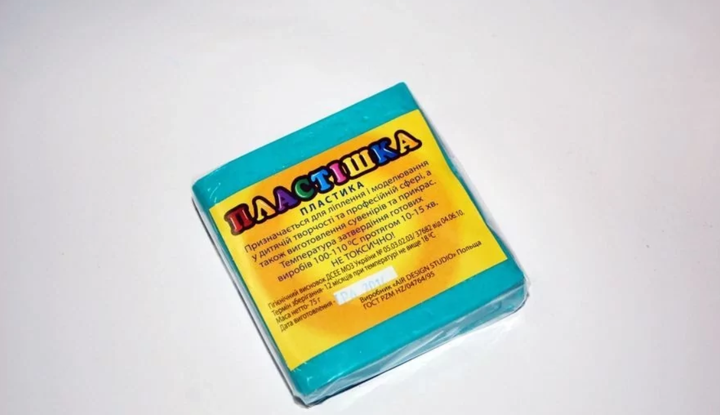 ПЛАСТІШКА
ПЛАСТИКА
Призначається для ліплення і моделювання
у дитячій творчості та професійній сфері, а
також виготовлення сувенірів та прикрас.
Температура затвердіння готових
виробів 100-110 °C протягом 10-15 хв.
НЕ ТОКСИЧНО!
Гігієнічний висновок ДСЕЕ МОЗ України № 05.03.02.03/ 37682 від 04.06.10.
Термін зберігання- 12 місяців при температурі не вище 18 °C
Маса нетто- 75 г
Виробник «AIR DESIGN STUDIO» Польща
Дата виготовлення -
ГОСТ PZM HZ/04764/95